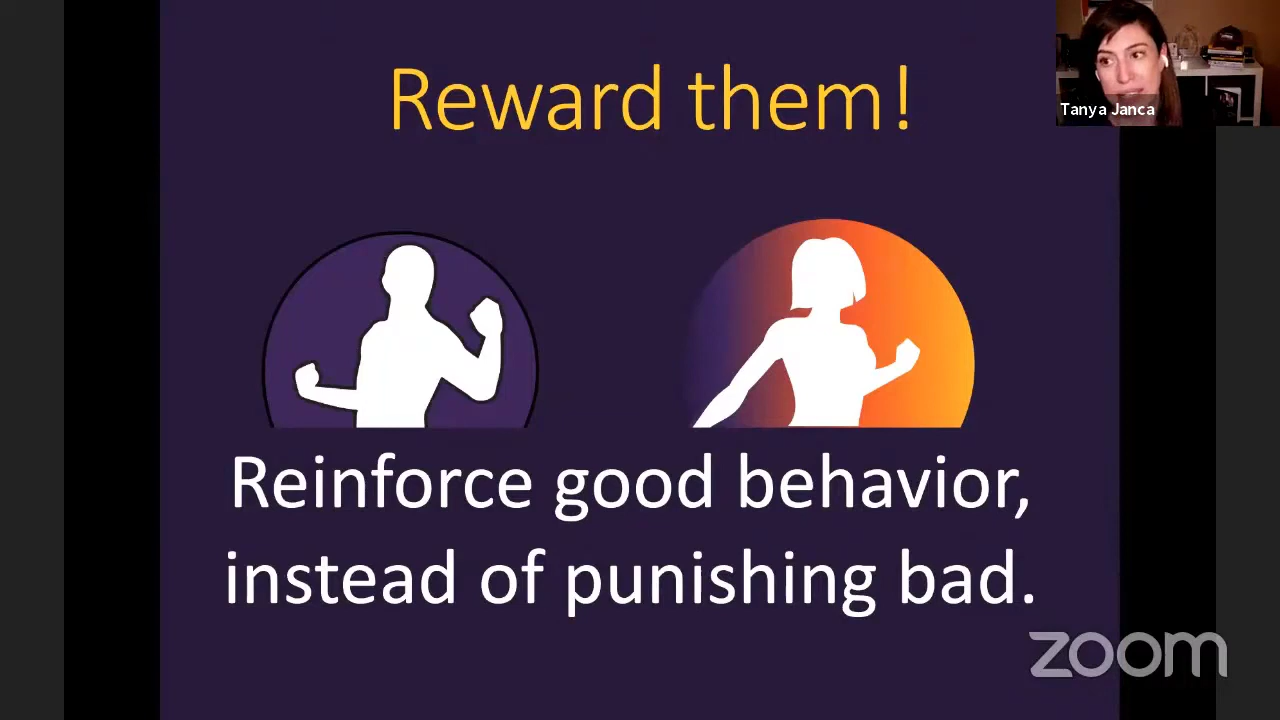 Reward them!
Tanya Janca
Reinforce good behavior,
instead of punishing bad.
zoom